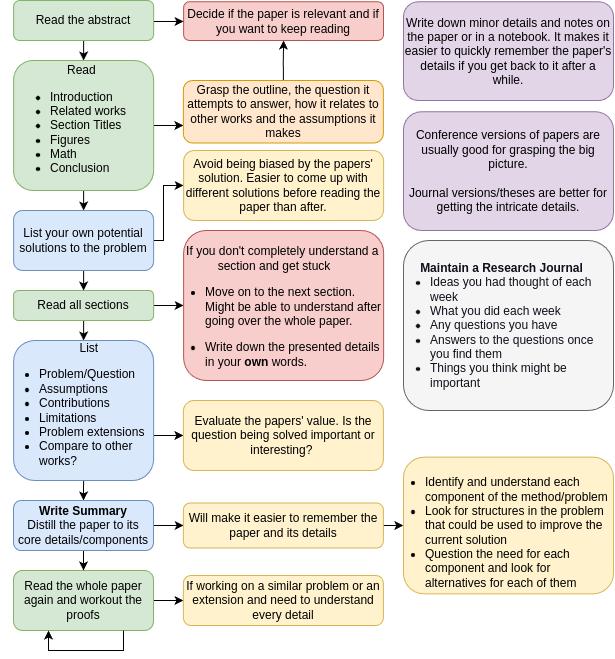 Read the abstract
Decide if the paper is relevant and if
you want to keep reading
Read
• Introduction
• Related works
• Section Titles
• Figures
• Math
• Conclusion
Grasp the outline, the question it
attempts to answer, how it relates to
other works and the assumptions it
makes
Avoid being biased by the papers'
solution. Easier to come up with
different solutions before reading the
paper than after.
List your own potential
solutions to the problem
If you don't completely understand a
section and get stuck
• Move on to the next section.
Might be able to understand after
going over the whole paper.
• Write down the presented details
in your own words.
Read all sections
List
• Problem/Question
• Assumptions
• Contributions
• Limitations
• Problem extensions
• Compare to other
works?
Evaluate the papers' value. Is the
question being solved important or
interesting?
Write Summary
Distill the paper to its
core details/components
Will make it easier to remember the
paper and its details
Read the whole paper
again and workout the
proofs
If working on a similar problem or an
extension and need to understand
every detail
Write down minor details and notes on
the paper or in a notebook. It makes it
easier to quickly remember the paper's
details if you get back to it after a
while.
Conference versions of papers are
usually good for grasping the big
picture.
Journal versions/theses are better for
getting the intricate details.
Maintain a Research Journal
• Ideas you had thought of each
week
• What you did each week
• Any questions you have
• Answers to the questions once
you find them
• Things you think might be
important
• Identify and understand each
component of the method/problem
• Look for structures in the problem
that could be used to improve the
current solution
• Question the need for each
component and look for
alternatives for each of them